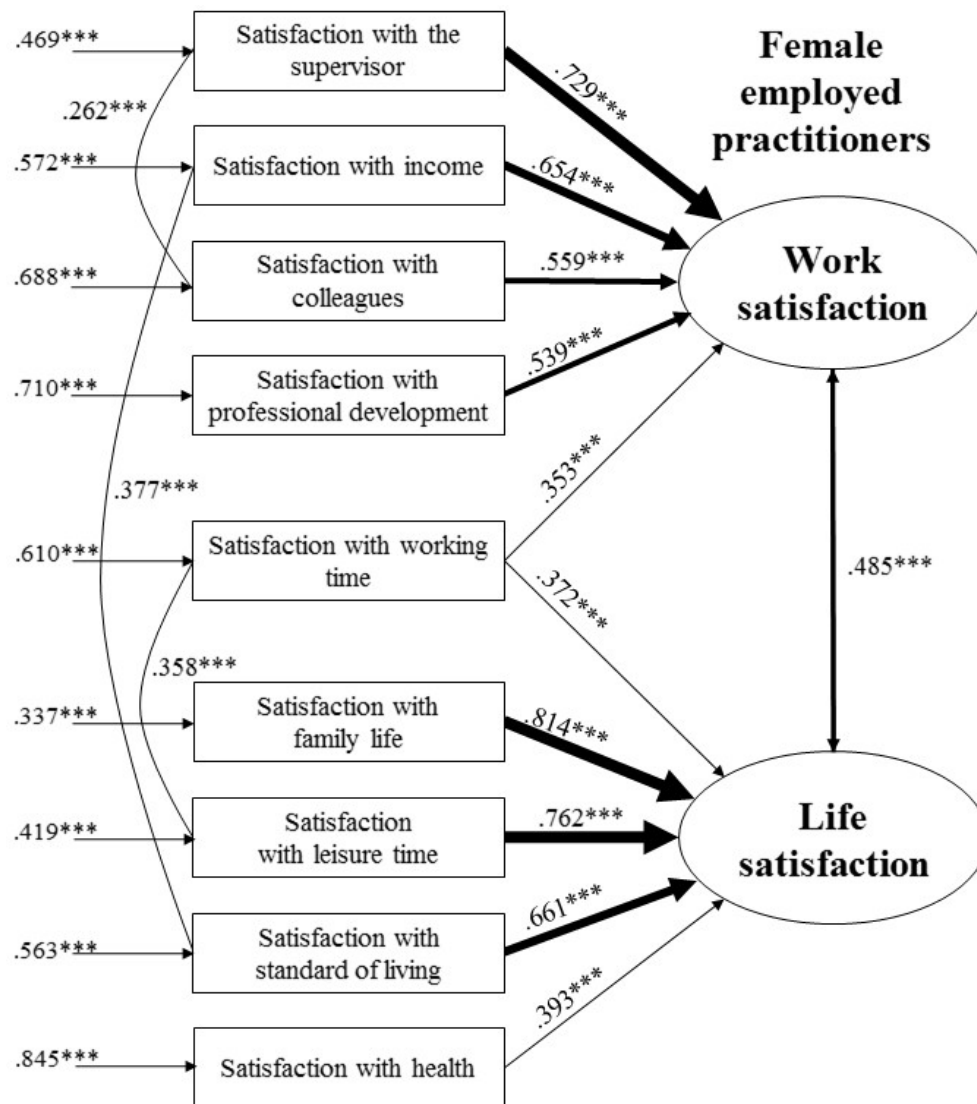 .469***
Satisfaction with the
supervisor
.729***
Female
employed
practitioners
.262***
.572***
Satisfaction with income
.654***
.688***
Satisfaction with
colleagues
.559***
Work
satisfaction
.710***
Satisfaction with
professional development
.539***
.377***
.353***
.610***
Satisfaction with working
time
.372***
.485***
.358***
.337***
Satisfaction with
family life
.814***
.419***
Satisfaction
with leisure time
.762***
Life
satisfaction
.563***
Satisfaction with
standard of living
.661***
.393***
.845***
Satisfaction with health